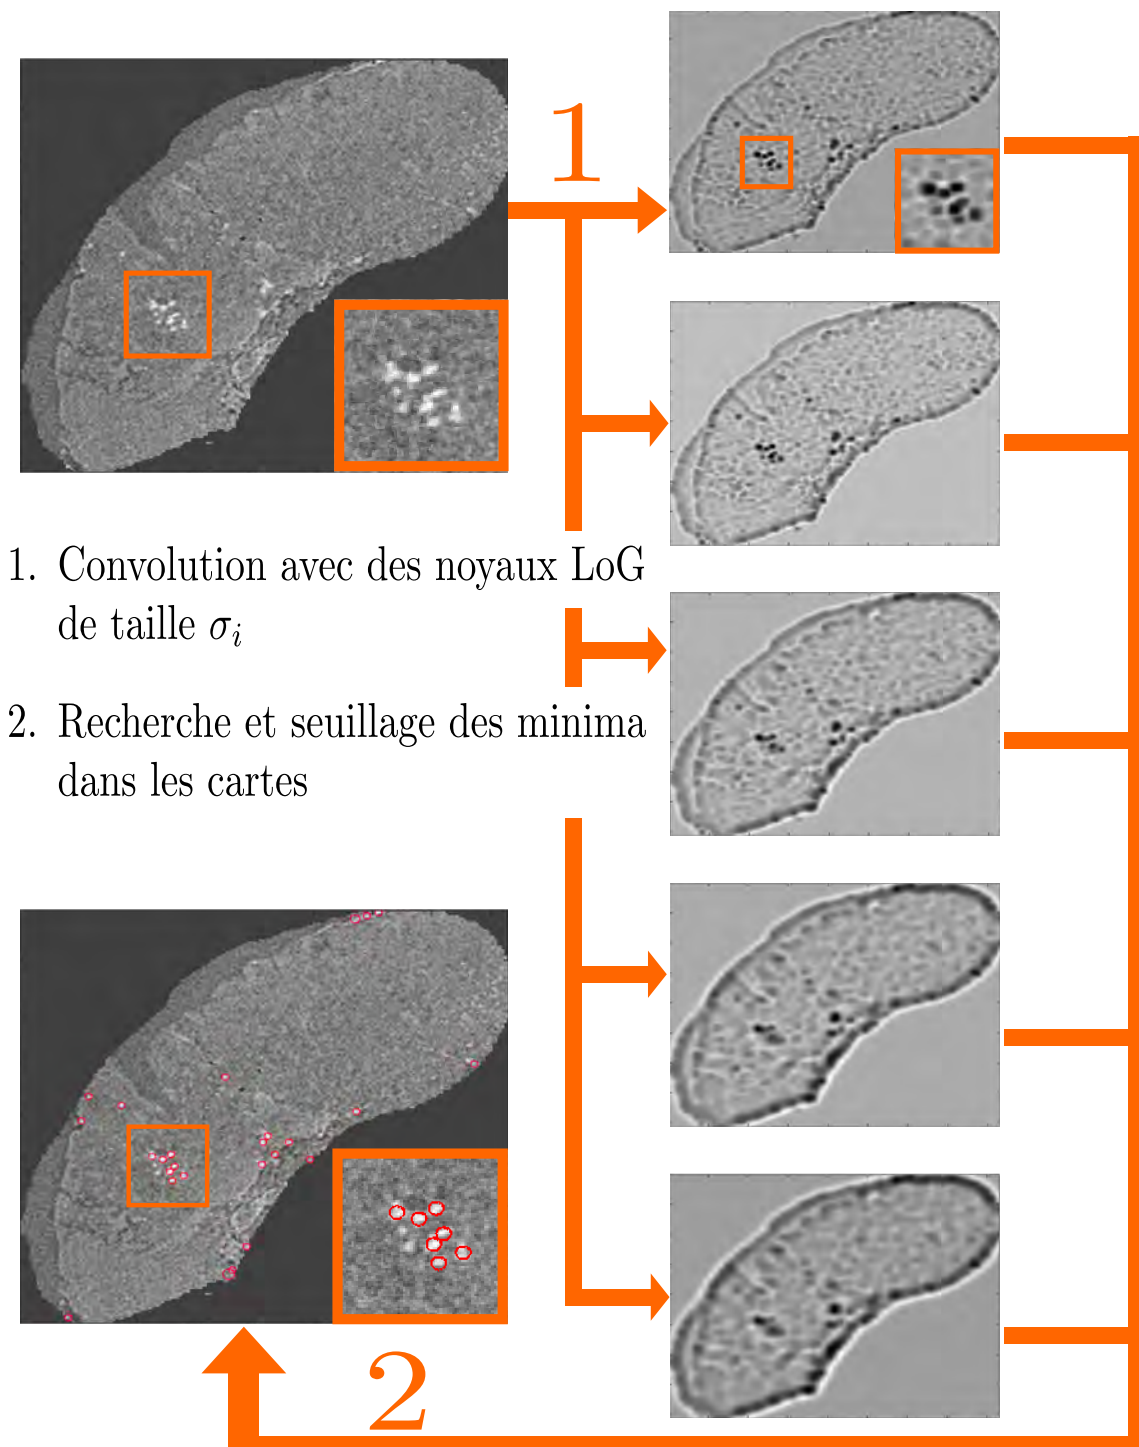 1
1. Convolution avec des noyaux LoG
de taille σᵢ
2. Recherche et seuillage des minima
dans les cartes
2